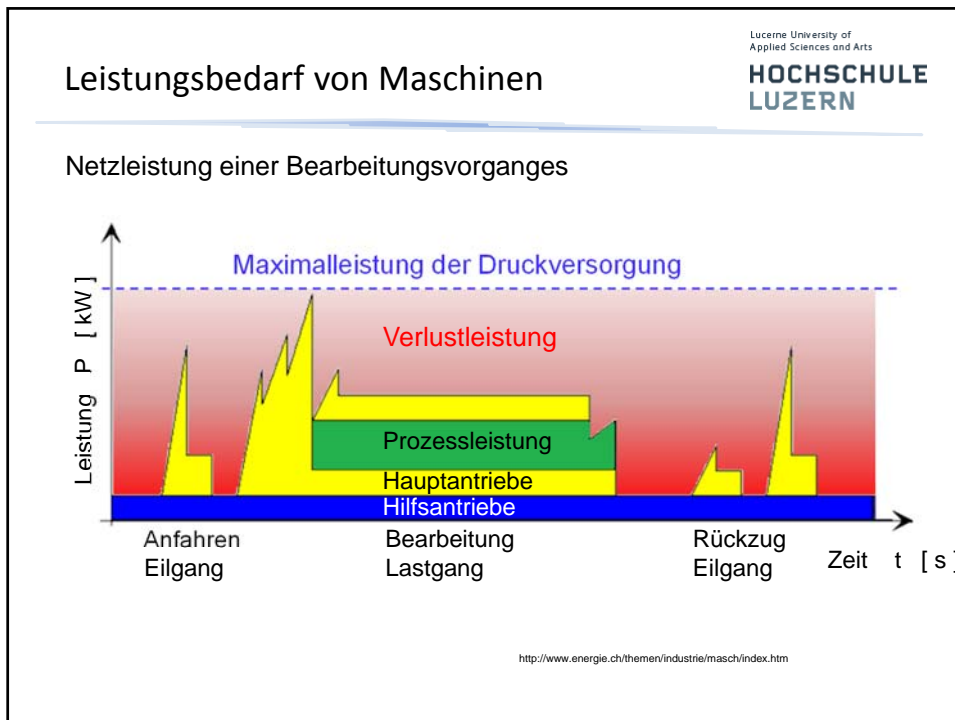 Lucerne University of
Applied Sciences and Arts
HOCHSCHULE
LUZERN
Leistungsbedarf von Maschinen
Netzleistung einer Bearbeitungsvorganges
Leistung P [ kW ]
Maximalleistung der Druckversorgung
Verlustleistung
Prozessleistung
Hauptantriebe
Hilfsantriebe
Anfahren Bearbeitung Rückzug
Eilgang Lastgang Eilgang
Zeit t [ s ]
http://www.energie.ch/themen/industrie/masch/index.htm